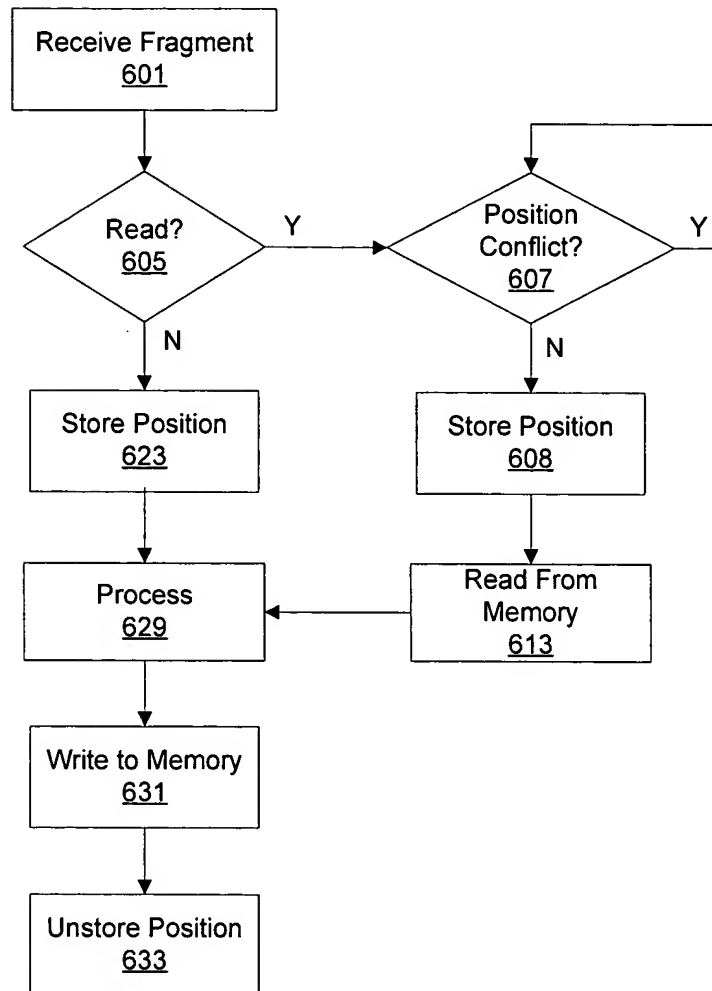 Receive Fragment
601
Read?
605
Y
Position
Conflict?
607
Y
N
N
Store Position
623
Store Position
608
Process
629
Read From
Memory
613
Write to Memory
631
Unstore Position
633